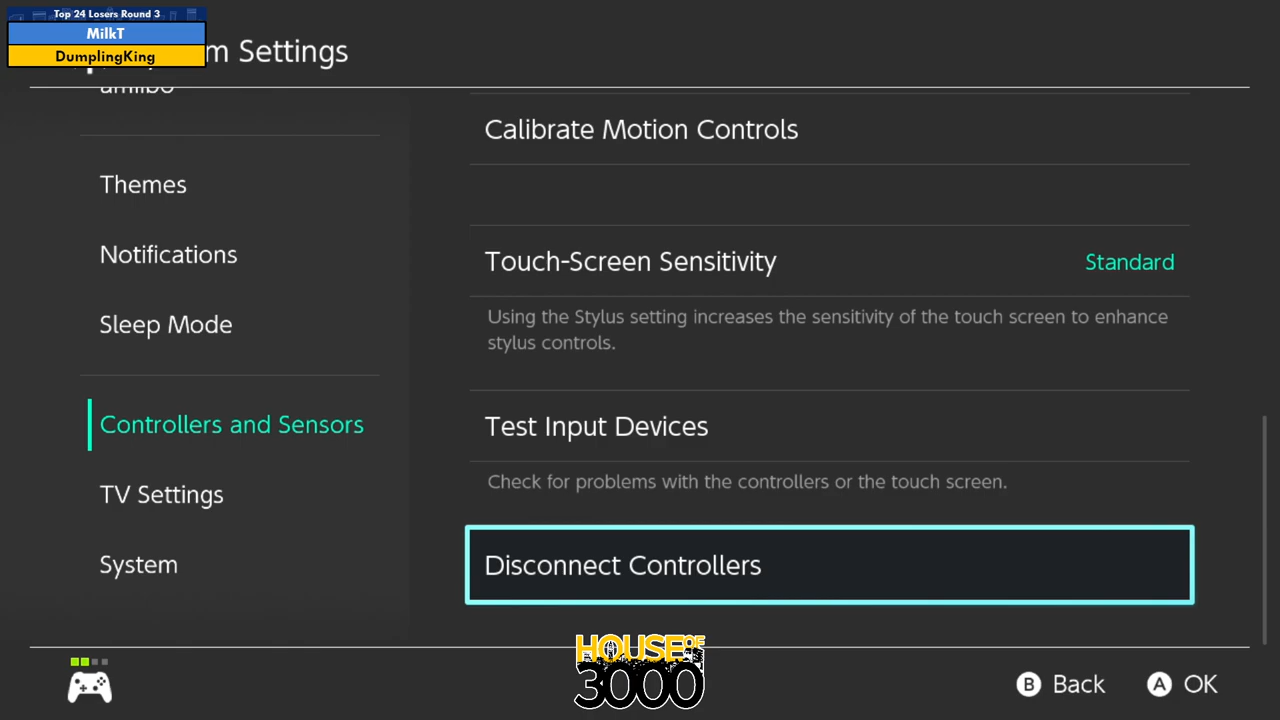 Top 24 Losers Round 3
MilkT
DumplingKing
m Settings
amiibo
Themes
Notifications
Sleep Mode
Controllers and Sensors
TV Settings
System
Calibrate Motion Controls
Touch-Screen Sensitivity
Standard
Using the Stylus setting increases the sensitivity of the touch screen to enhance
stylus controls.
Test Input Devices
Check for problems with the controllers or the touch screen.
Disconnect Controllers
HOUSE OF
3000
B Back
A OK